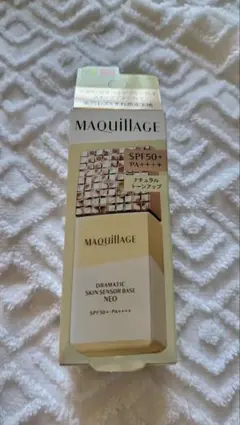 MAQuillAGE
SPF50+
PA++++
ナチュラル
トーンアップ
MAQuillAGE
DRAMATIC
SKIN SENSOR BASE
NEO
SPF50+・PA++++